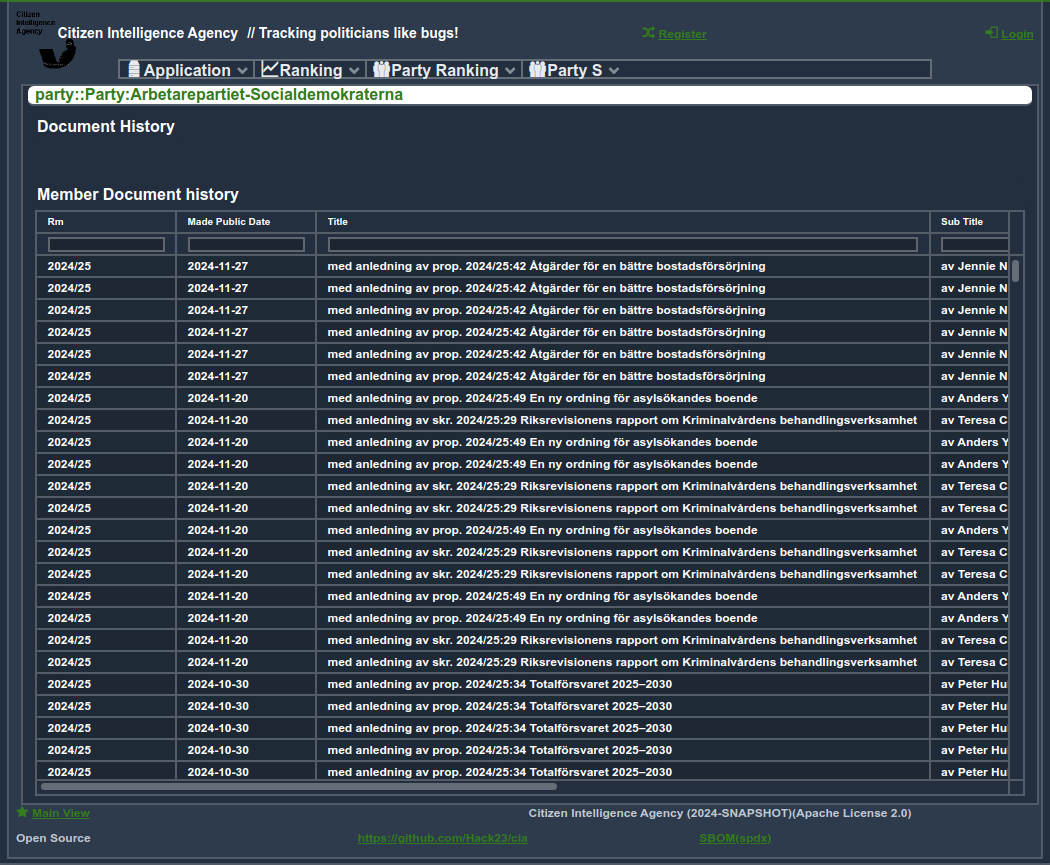 Citizen
Intelligence
Agency
Citizen Intelligence Agency // Tracking politicians like bugs!
Register
Login
Application
Ranking
Party Ranking
Party S
party::Party:Arbetarepartiet-Socialdemokraterna
Document History
Member Document history
Rm Made Public Date Title Sub Title
2024/25 2024-11-27 med anledning av prop. 2024/25:42 Åtgärder för en bättre bostadsförsörjning av Jennie N
2024/25 2024-11-27 med anledning av prop. 2024/25:42 Åtgärder för en bättre bostadsförsörjning av Jennie N
2024/25 2024-11-27 med anledning av prop. 2024/25:42 Åtgärder för en bättre bostadsförsörjning av Jennie N
2024/25 2024-11-27 med anledning av prop. 2024/25:42 Åtgärder för en bättre bostadsförsörjning av Jennie N
2024/25 2024-11-27 med anledning av prop. 2024/25:42 Åtgärder för en bättre bostadsförsörjning av Jennie N
2024/25 2024-11-27 med anledning av prop. 2024/25:42 Åtgärder för en bättre bostadsförsörjning av Jennie N
2024/25 2024-11-20 med anledning av prop. 2024/25:49 En ny ordning för asylsökandes boende av Anders Y
2024/25 2024-11-20 med anledning av skr. 2024/25:29 Riksrevisionens rapport om Kriminalvårdens behandlingsverksamhet av Teresa C
2024/25 2024-11-20 med anledning av prop. 2024/25:49 En ny ordning för asylsökandes boende av Anders Y
2024/25 2024-11-20 med anledning av prop. 2024/25:49 En ny ordning för asylsökandes boende av Anders Y
2024/25 2024-11-20 med anledning av skr. 2024/25:29 Riksrevisionens rapport om Kriminalvårdens behandlingsverksamhet av Teresa C
2024/25 2024-11-20 med anledning av skr. 2024/25:29 Riksrevisionens rapport om Kriminalvårdens behandlingsverksamhet av Teresa C
2024/25 2024-11-20 med anledning av prop. 2024/25:49 En ny ordning för asylsökandes boende av Anders Y
2024/25 2024-11-20 med anledning av skr. 2024/25:29 Riksrevisionens rapport om Kriminalvårdens behandlingsverksamhet av Teresa C
2024/25 2024-11-20 med anledning av skr. 2024/25:29 Riksrevisionens rapport om Kriminalvårdens behandlingsverksamhet av Teresa C
2024/25 2024-11-20 med anledning av prop. 2024/25:49 En ny ordning för asylsökandes boende av Anders Y
2024/25 2024-11-20 med anledning av prop. 2024/25:49 En ny ordning för asylsökandes boende av Anders Y
2024/25 2024-11-20 med anledning av skr. 2024/25:29 Riksrevisionens rapport om Kriminalvårdens behandlingsverksamhet av Teresa C
2024/25 2024-11-20 med anledning av skr. 2024/25:29 Riksrevisionens rapport om Kriminalvårdens behandlingsverksamhet av Teresa C
2024/25 2024-10-30 med anledning av prop. 2024/25:34 Totalförsvaret 2025–2030 av Peter Hu
2024/25 2024-10-30 med anledning av prop. 2024/25:34 Totalförsvaret 2025–2030 av Peter Hu
2024/25 2024-10-30 med anledning av prop. 2024/25:34 Totalförsvaret 2025–2030 av Peter Hu
2024/25 2024-10-30 med anledning av prop. 2024/25:34 Totalförsvaret 2025–2030 av Peter Hu
2024/25 2024-10-30 med anledning av prop. 2024/25:34 Totalförsvaret 2025–2030 av Peter Hu
Main View Citizen Intelligence Agency (2024-SNAPSHOT)(Apache License 2.0)
Open Source https://github.com/Hack23/cia SBOM(spdx)